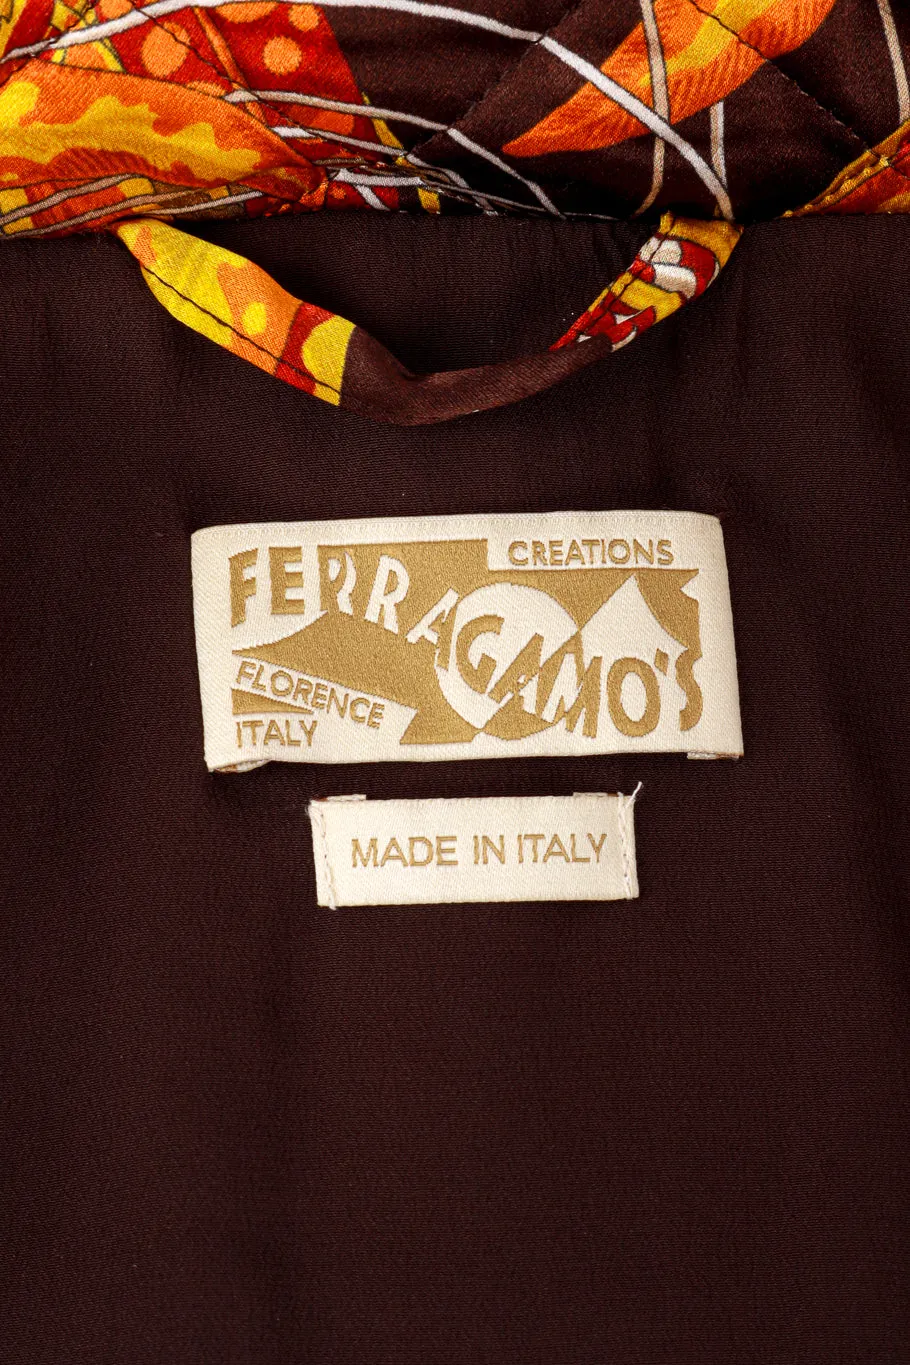 FERRAGAMO'S
CREATIONS
FLORENCE
ITALY
MADE IN ITALY